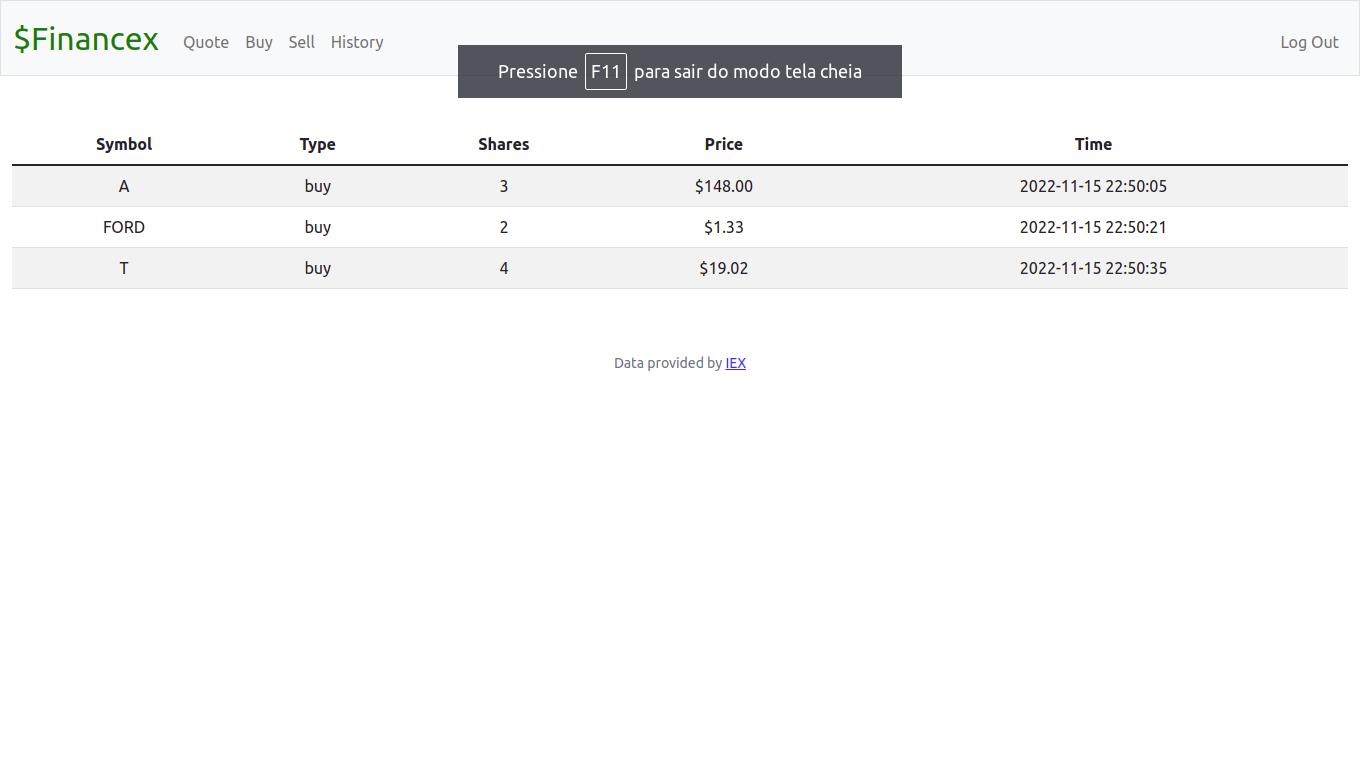 $Financex Quote Buy Sell History Log Out
Pressione F11 para sair do modo tela cheia
Symbol Type Shares Price Time
A buy 3 $148.00 2022-11-15 22:50:05
FORD buy 2 $1.33 2022-11-15 22:50:21
T buy 4 $19.02 2022-11-15 22:50:35
Data provided by IEX